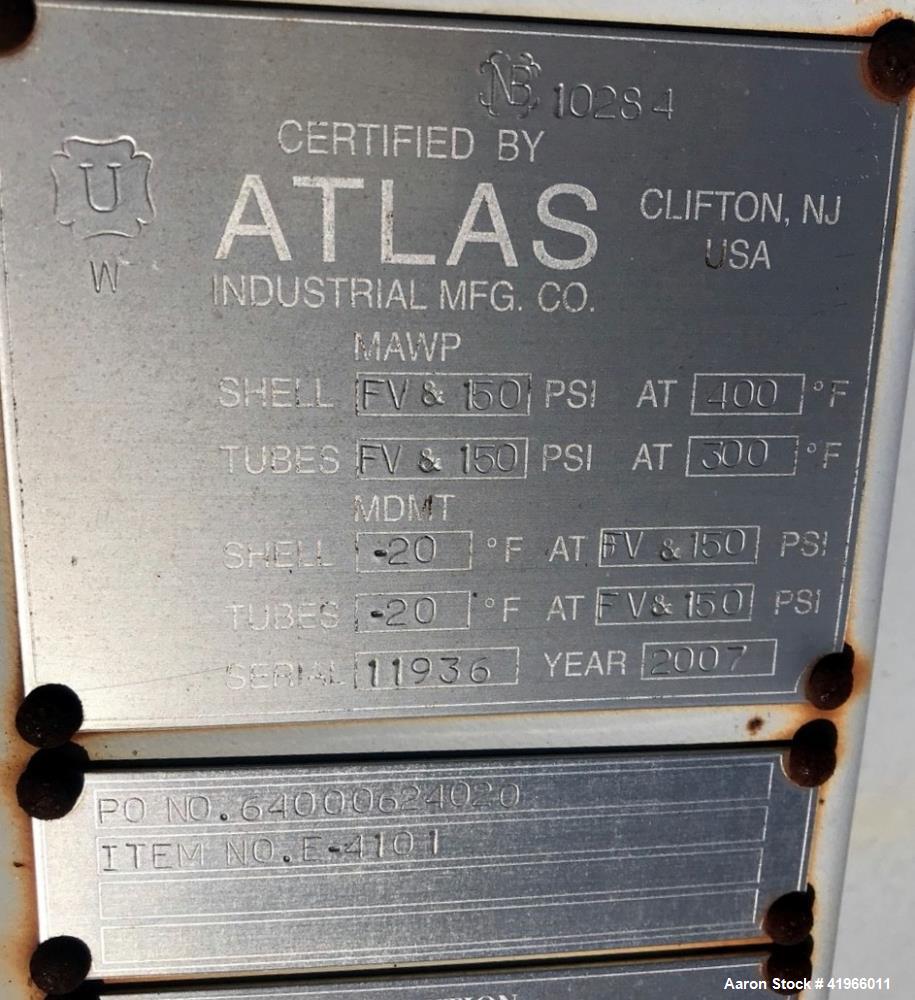 NB 10284
CERTIFIED BY
U
W
ATLAS
CLIFTON, NJ
USA
INDUSTRIAL MFG. CO.
MAWP
SHELL FV & 150 PSI AT 400 °F
TUBES FV & 150 PSI AT 300 °F
MDMT
SHELL -20 °F AT FV & 150 PSI
TUBES -20 °F AT FV & 150 PSI
SERIAL 11936 YEAR 2007
PO NO.64000624020
ITEM NO.E-4101
Aaron Stock # 41966011